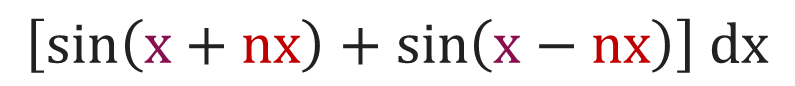 [sin(x + nx) + sin(x − nx)] dx